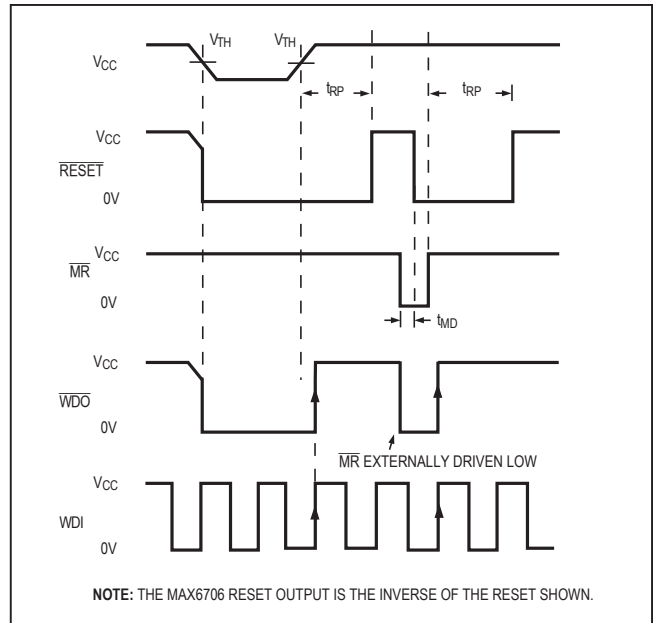 VTH VTH
VCC
tRP tRP
VCC
RESET
0V
VCC
MR
0V
tMD
VCC
WDO
0V
MR EXTERNALLY DRIVEN LOW
VCC
WDI
0V
NOTE: THE MAX6706 RESET OUTPUT IS THE INVERSE OF THE RESET SHOWN.